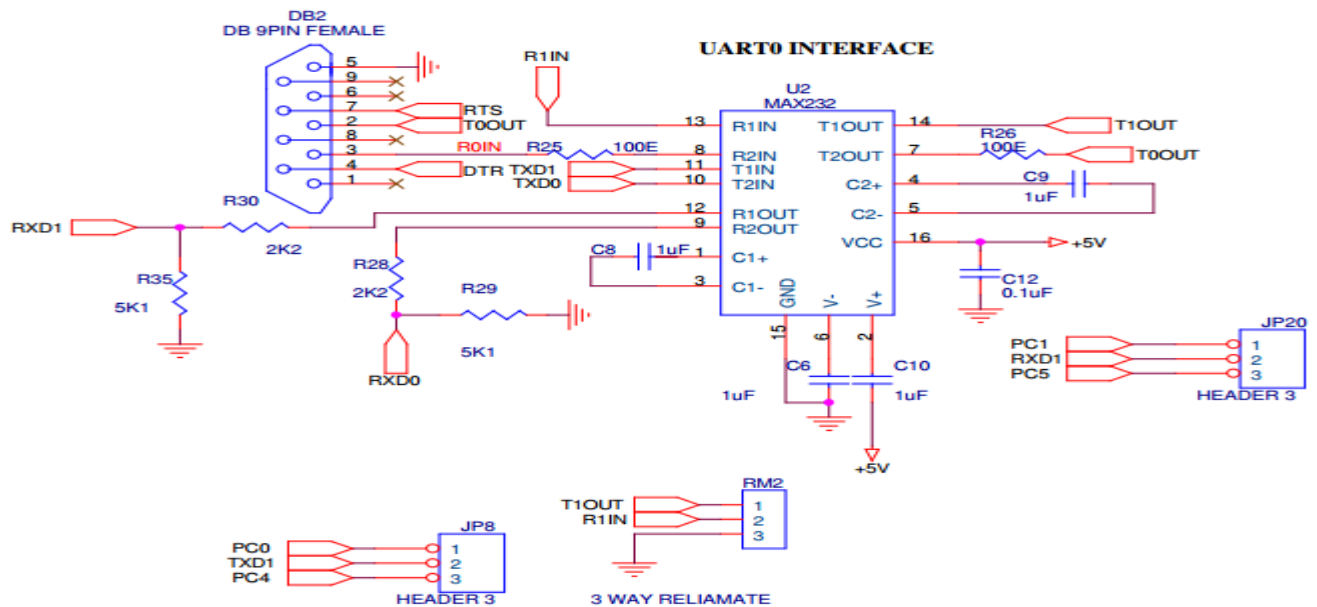 DB2
DB 9PIN FEMALE
UART0 INTERFACE
5
9
6
7
2
8
3
4
1
RTS
T0OUT
R0IN
DTR
R1IN
U2
MAX232
13
R1IN
T1OUT
14
T1OUT
R25
100E
8
R2IN
T2OUT
7
R26
100E
T0OUT
TXD1
11
T1IN
TXD0
10
T2IN
C2+
4
C9
1uF
C2-
5
R30
2K2
RXD1
12
R1OUT
9
R2OUT
VCC
16
+5V
R35
5K1
R28
2K2
R29
5K1
RXD0
C8
1uF
1
C1+
3
C1-
GND
V-
V+
15
6
2
C12
0.1uF
C6
1uF
C10
1uF
+5V
JP20
PC1
1
RXD1
2
PC5
3
HEADER 3
RM2
T1OUT
1
R1IN
2
3
3 WAY RELIAMATE
JP8
PC0
1
TXD1
2
PC4
3
HEADER 3